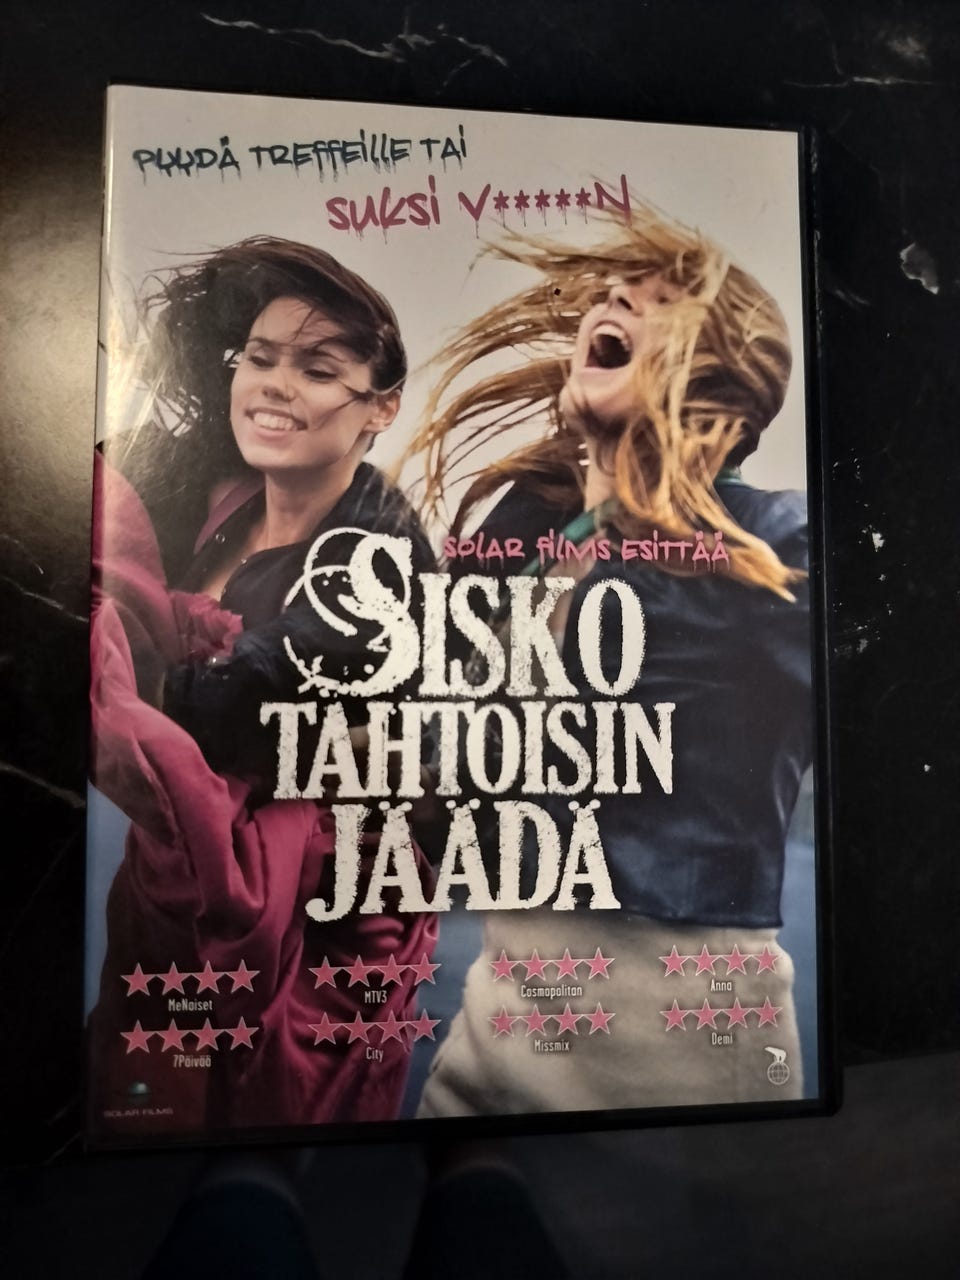 PYYDÄ TREFFEILLE TAI
SUKSI V*****N
SOLAR FILMS ESITTÄÄ
SISKO
TAHTOISIN
JÄÄDÄ
MeNaiset
MTV3
Cosmopolitan
Anna
7Päivää
City
Missmix
Demi
SOLAR FILMS